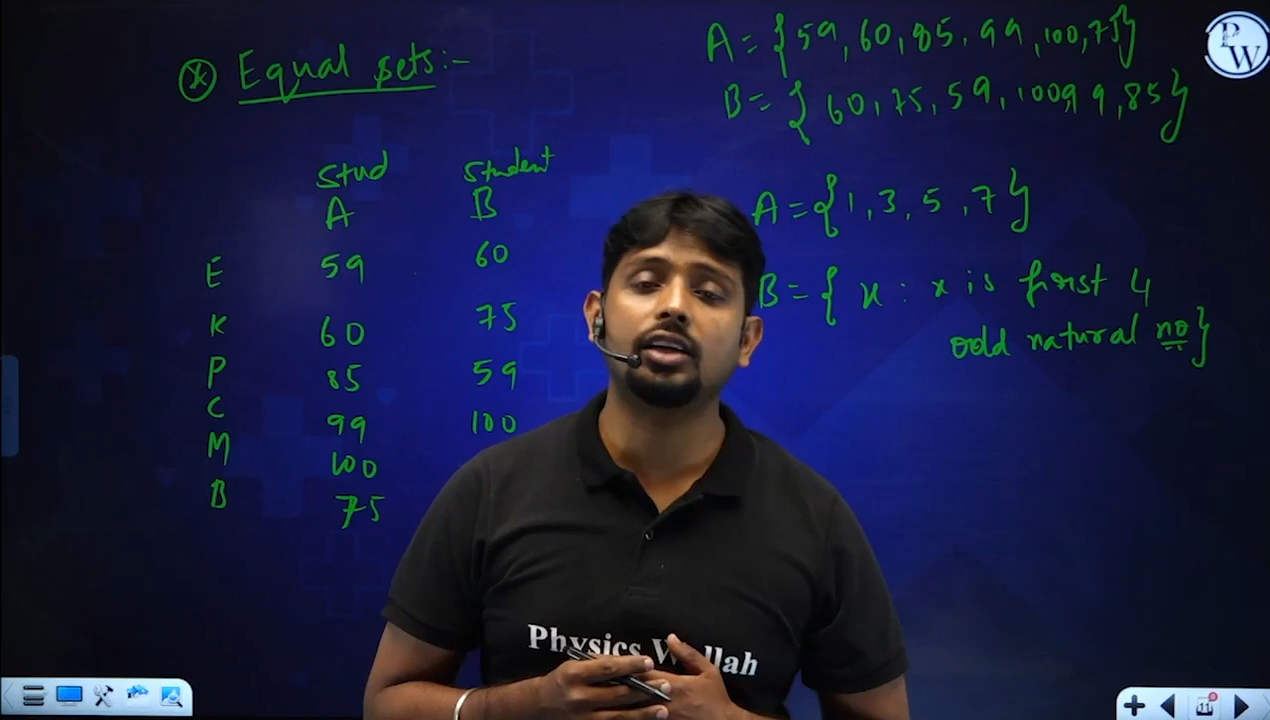 Equal sets:-
A = {59, 60, 85, 99, 100, 75}
B = {60, 75, 59, 100, 99, 85}
PW
Stud Student
A B
E 59 60
K 60 75
P 85 59
C 99 100
M 100
B 75
A = {1, 3, 5, 7}
B = { x : x is first 4
odd natural no}
Physics Wallah
11